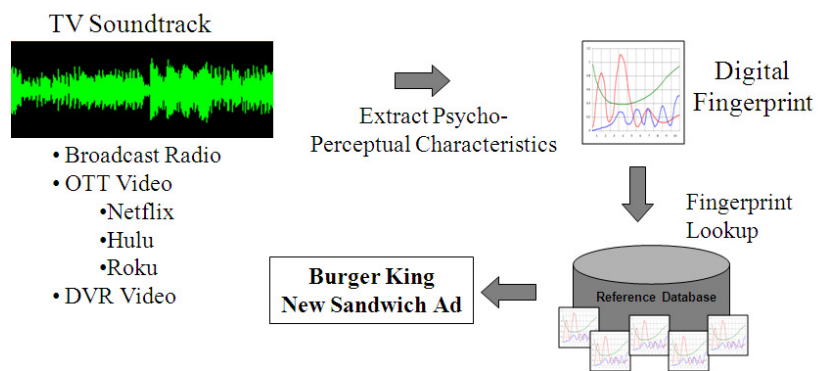 TV Soundtrack
• Broadcast Radio
• OTT Video
•Netflix
•Hulu
•Roku
• DVR Video
Extract Psycho-
Perceptual Characteristics
Digital
Fingerprint
Fingerprint
Lookup
Reference Database
Burger King
New Sandwich Ad